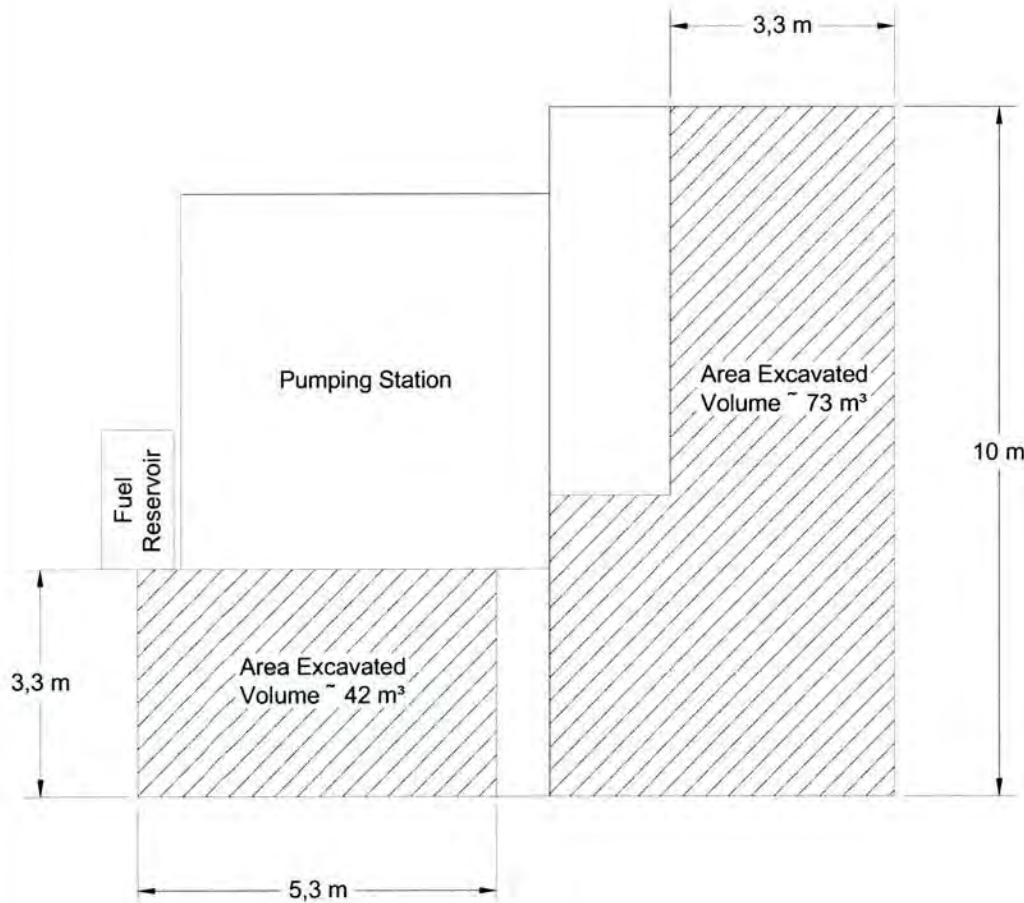 3,3 m
Pumping Station
Area Excavated
Volume ~ 73 m³
10 m
Fuel
Reservoir
3,3 m
Area Excavated
Volume ~ 42 m³
5,3 m